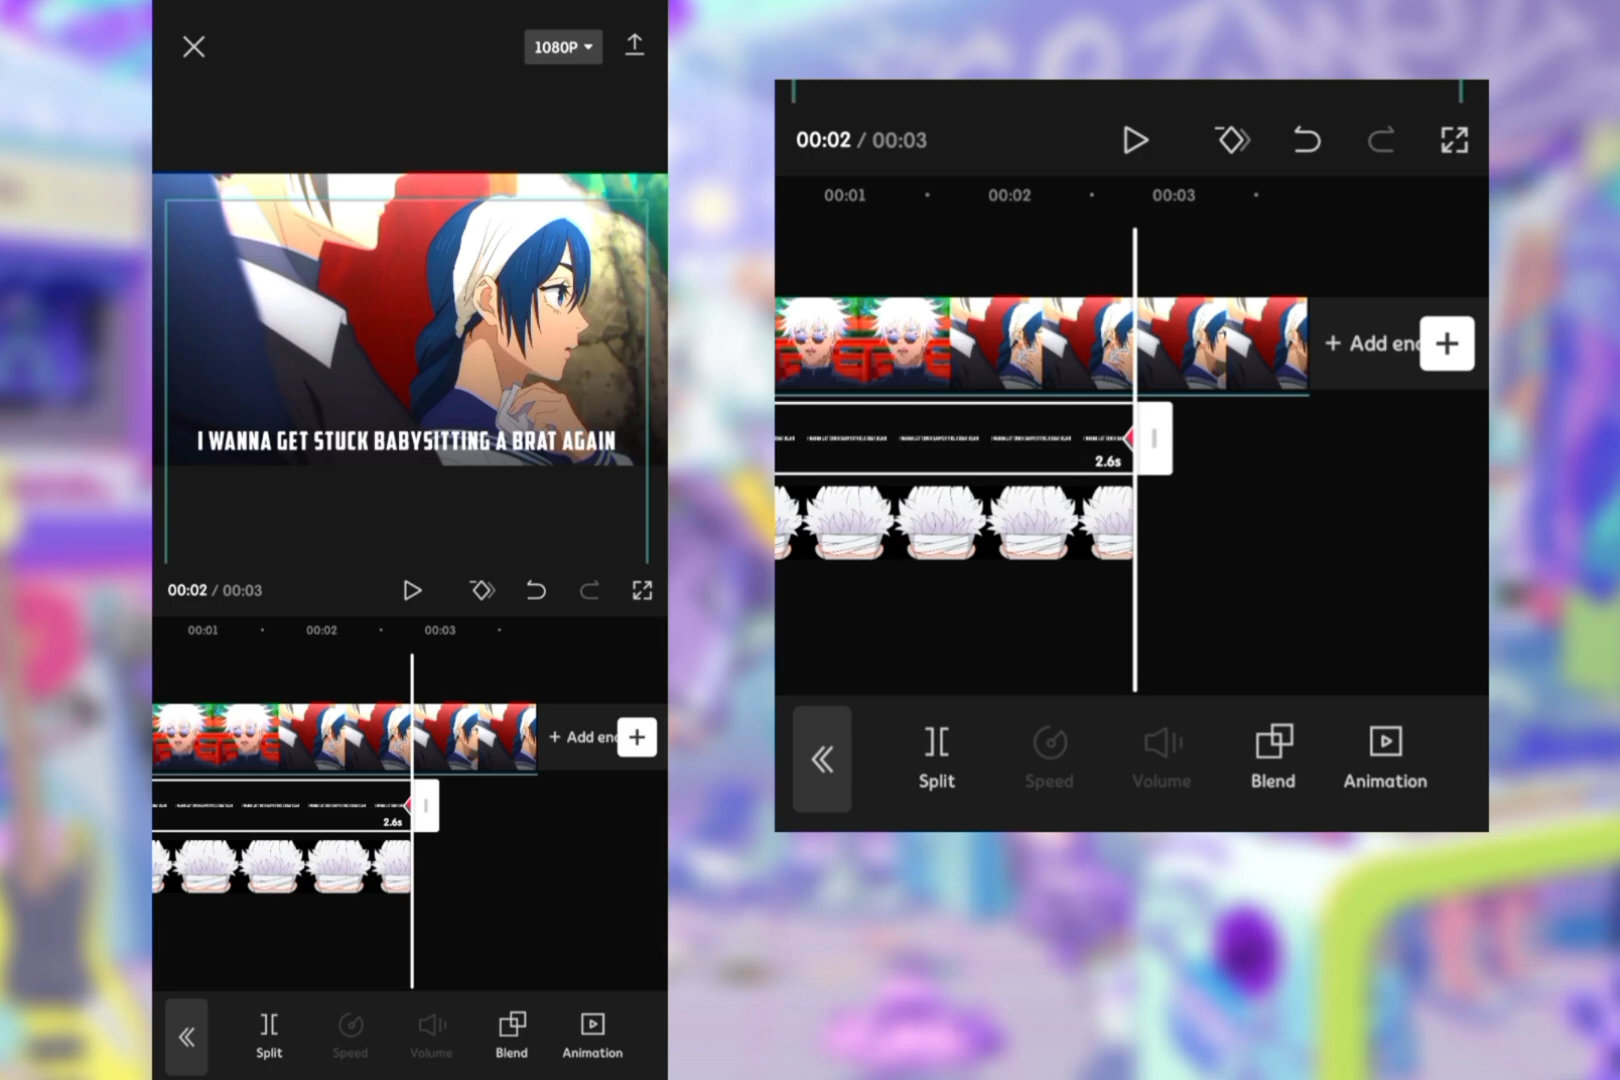 1080P
I WANNA GET STUCK BABYSITTING A BRAT AGAIN
00:02 / 00:03
00:01 00:02 00:03
+ Add en
+
2.6s
Split Speed Volume Blend Animation
00:02 / 00:03
00:01 00:02 00:03
+ Add en
+
2.6s
Split Speed Volume Blend Animation